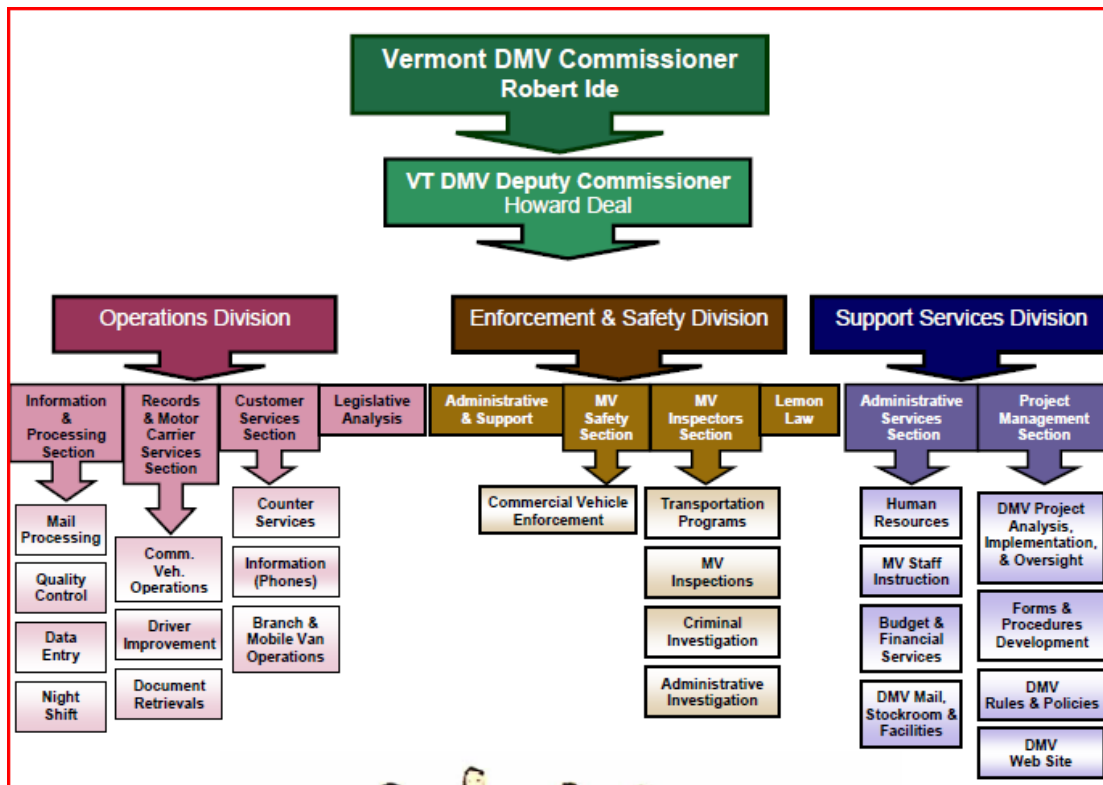 Vermont DMV Commissioner
Robert Ide
VT DMV Deputy Commissioner
Howard Deal
Operations Division
Information
&
Processing
Section
Mail
Processing
Quality
Control
Data
Entry
Night
Shift
Records
& Motor
Carrier
Services
Section
Comm.
Veh.
Operations
Driver
Improvement
Document
Retrievals
Customer
Services
Section
Counter
Services
Information
(Phones)
Branch &
Mobile Van
Operations
Legislative
Analysis
Enforcement & Safety Division
Administrative
& Support
MV
Safety
Section
Commercial Vehicle
Enforcement
MV
Inspectors
Section
Transportation
Programs
MV
Inspections
Criminal
Investigation
Administrative
Investigation
Lemon
Law
Support Services Division
Administrative
Services
Section
Human
Resources
MV Staff
Instruction
Budget &
Financial
Services
DMV Mail,
Stockroom &
Facilities
Project
Management
Section
DMV Project
Analysis,
Implementation,
& Oversight
Forms &
Procedures
Development
DMV
Rules & Policies
DMV
Web Site